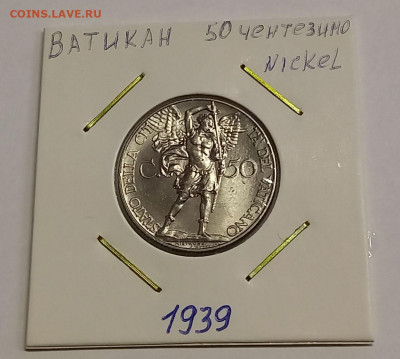 COINS.LAVE.RU
ВАТИКАН 50 чентезимо
Nickel
STATO DELLA CITTA DEL VATICANO
C. 50
1939